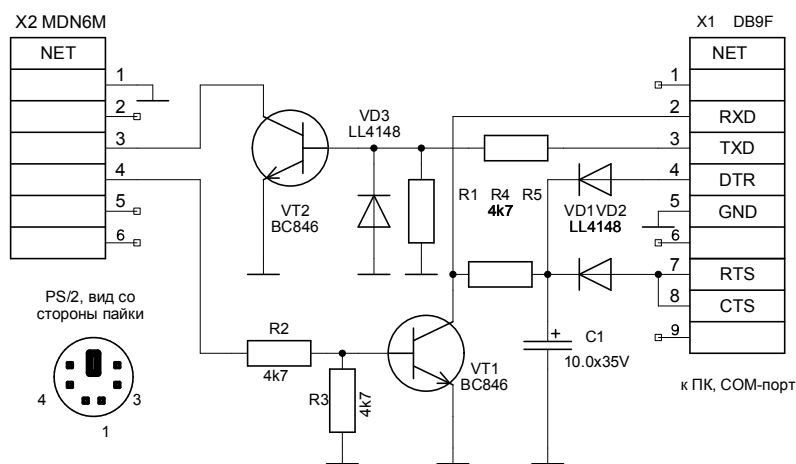 X2 MDN6M
X1 DB9F
NET
NET
1
1
2
2
RXD
VD3
LL4148
3
3
TXD
4
4
DTR
R1 R4 R5
4k7
5
5
GND
VT2
BC846
VD1VD2
LL4148
6
6
7
RTS
8
CTS
PS/2, вид со
стороны пайки
R2
4k7
VT1
BC846
+
C1
10.0x35V
9
R3
4k7
к ПК, COM-порт
4
3
1